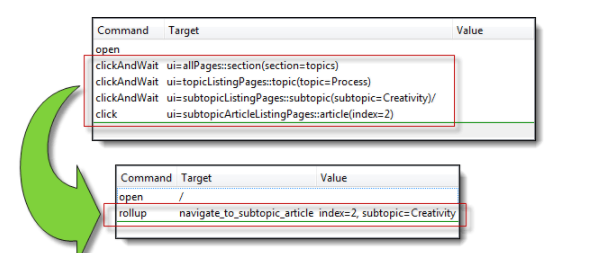 Command Target Value
open
clickAndWait ui=allPages::section(section=topics)
clickAndWait ui=topicListingPages::topic(topic=Process)
clickAndWait ui=subtopicListingPages::subtopic(subtopic=Creativity)/
click ui=subtopicArticleListingPages::article(index=2)
Command Target Value
open /
rollup navigate_to_subtopic_article index=2, subtopic=Creativity